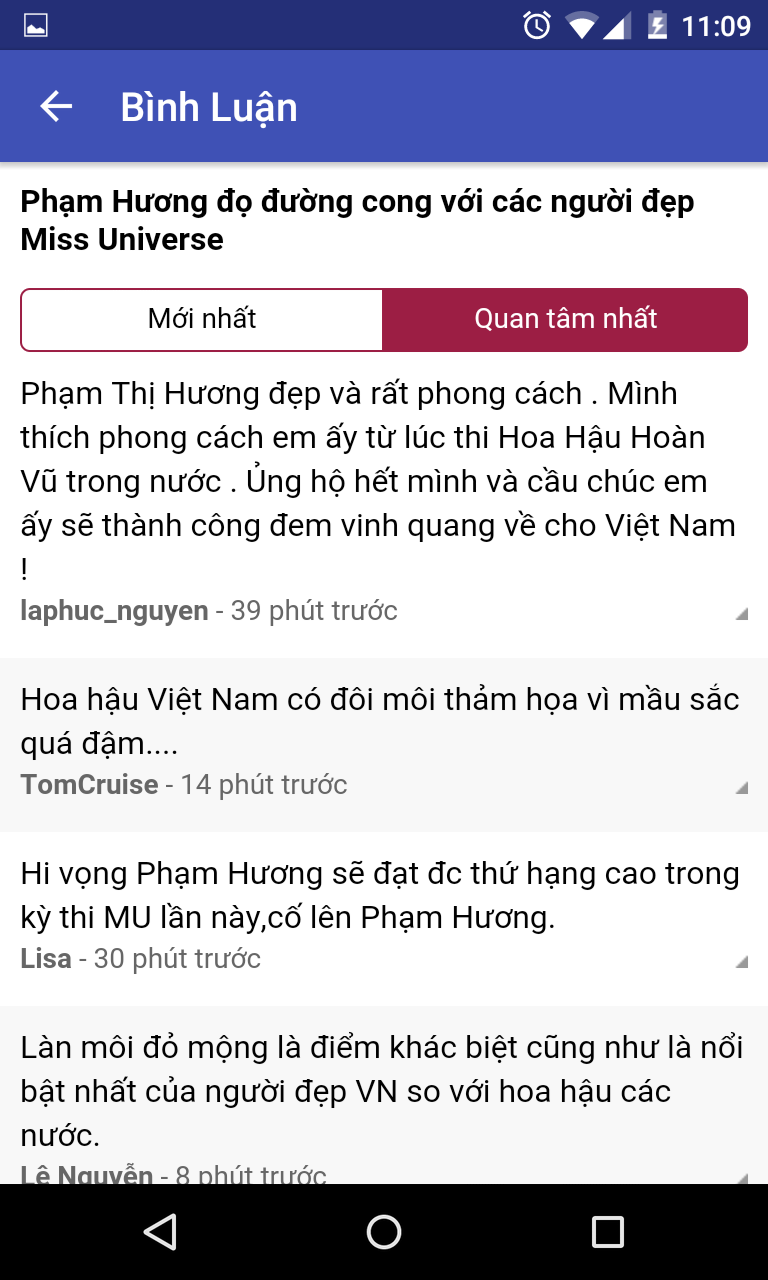 11:09
Bình Luận
Phạm Hương đọ đường cong với các người đẹp
Miss Universe
Mới nhất
Quan tâm nhất
Phạm Thị Hương đẹp và rất phong cách . Mình
thích phong cách em ấy từ lúc thi Hoa Hậu Hoàn
Vũ trong nước . Ủng hộ hết mình và cầu chúc em
ấy sẽ thành công đem vinh quang về cho Việt Nam
!
laphuc_nguyen - 39 phút trước
Hoa hậu Việt Nam có đôi môi thảm họa vì mầu sắc
quá đậm....
TomCruise - 14 phút trước
Hi vọng Phạm Hương sẽ đạt đc thứ hạng cao trong
kỳ thi MU lần này,cố lên Phạm Hương.
Lisa - 30 phút trước
Làn môi đỏ mộng là điểm khác biệt cũng như là nổi
bật nhất của người đẹp VN so với hoa hậu các
nước.
Lê Nguyễn - 8 phút trước